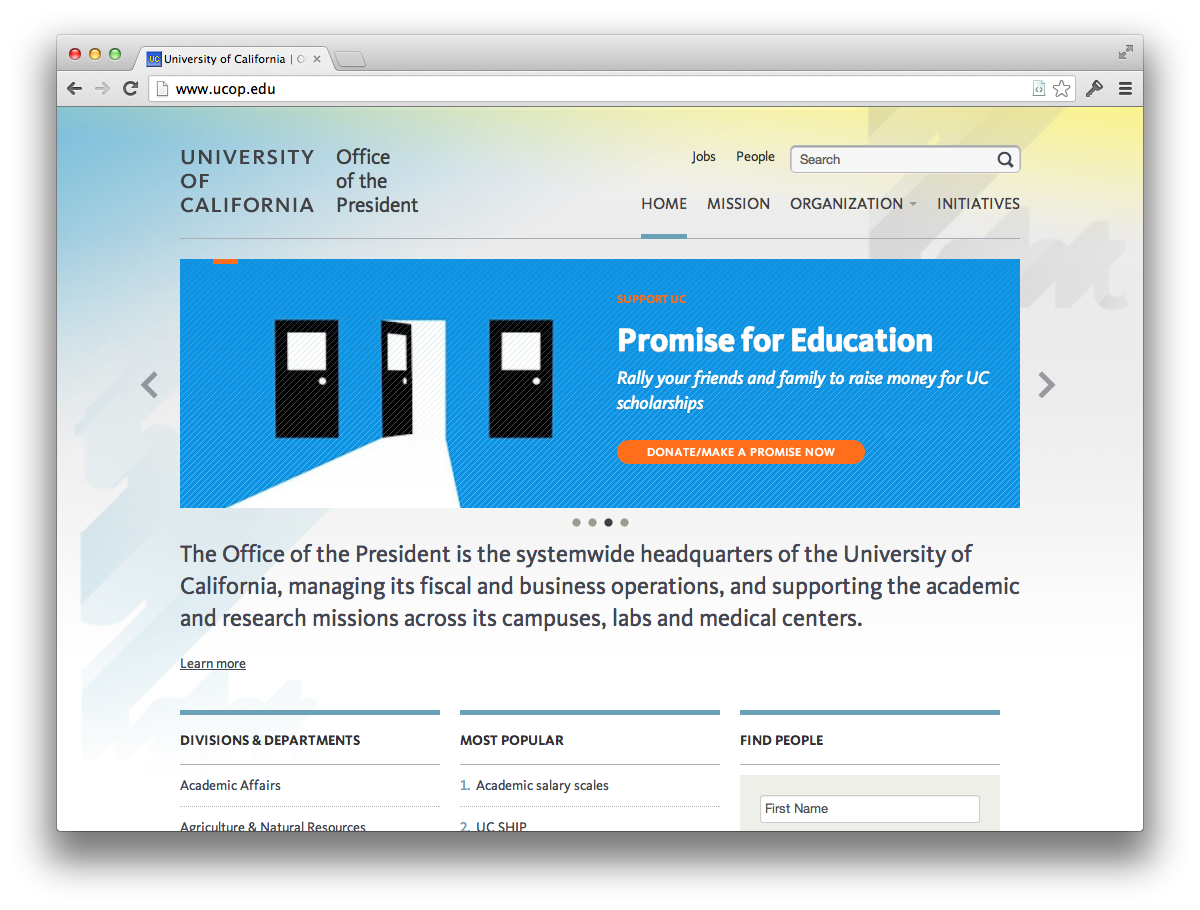 UC University of California | O
www.ucop.edu
UNIVERSITY
OF
CALIFORNIA
Office
of the
President
Jobs People Search
HOME MISSION ORGANIZATION INITIATIVES
SUPPORT UC
Promise for Education
Rally your friends and family to raise money for UC
scholarships
DONATE/MAKE A PROMISE NOW
The Office of the President is the systemwide headquarters of the University of
California, managing its fiscal and business operations, and supporting the academic
and research missions across its campuses, labs and medical centers.
Learn more
DIVISIONS & DEPARTMENTS
Academic Affairs
Agriculture & Natural Resources
MOST POPULAR
1. Academic salary scales
2. UC SHIP
FIND PEOPLE
First Name